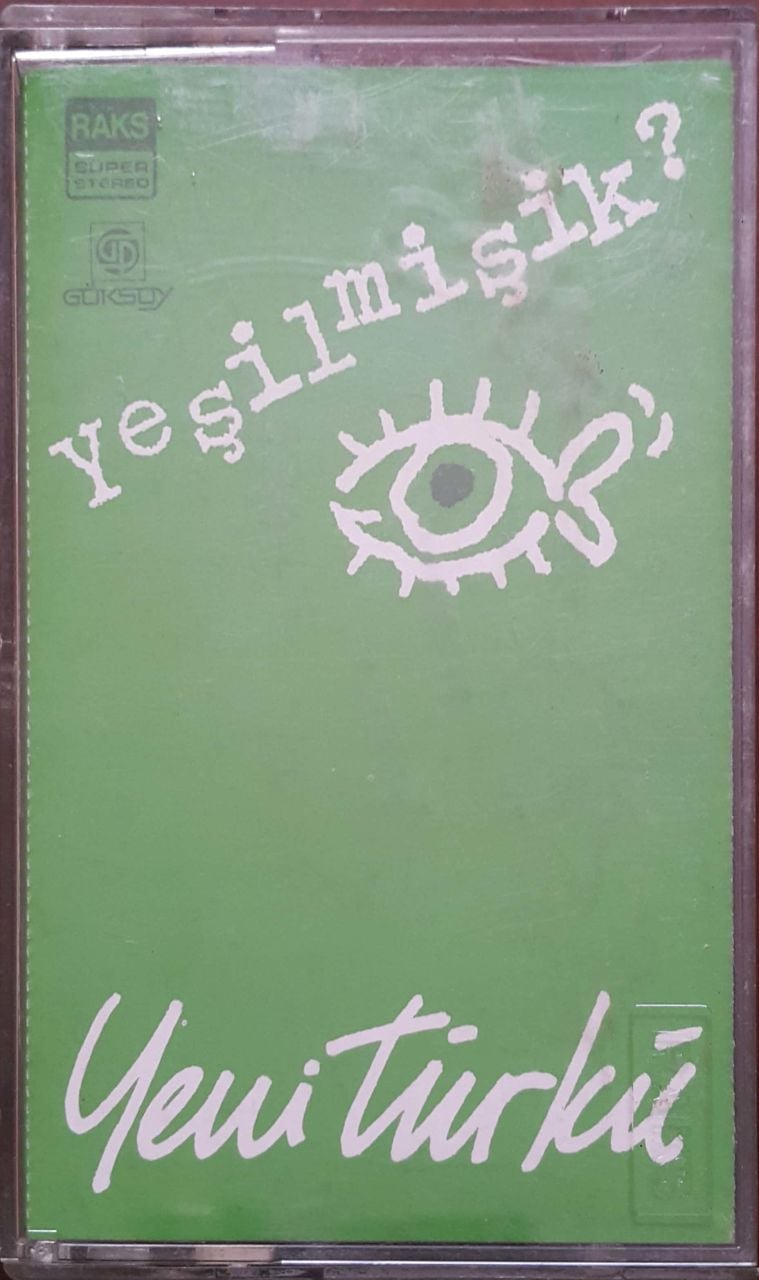 RAKS
SUPER
STEREO
GÖKSOY
yeşilmişik?
Yeni Türkü